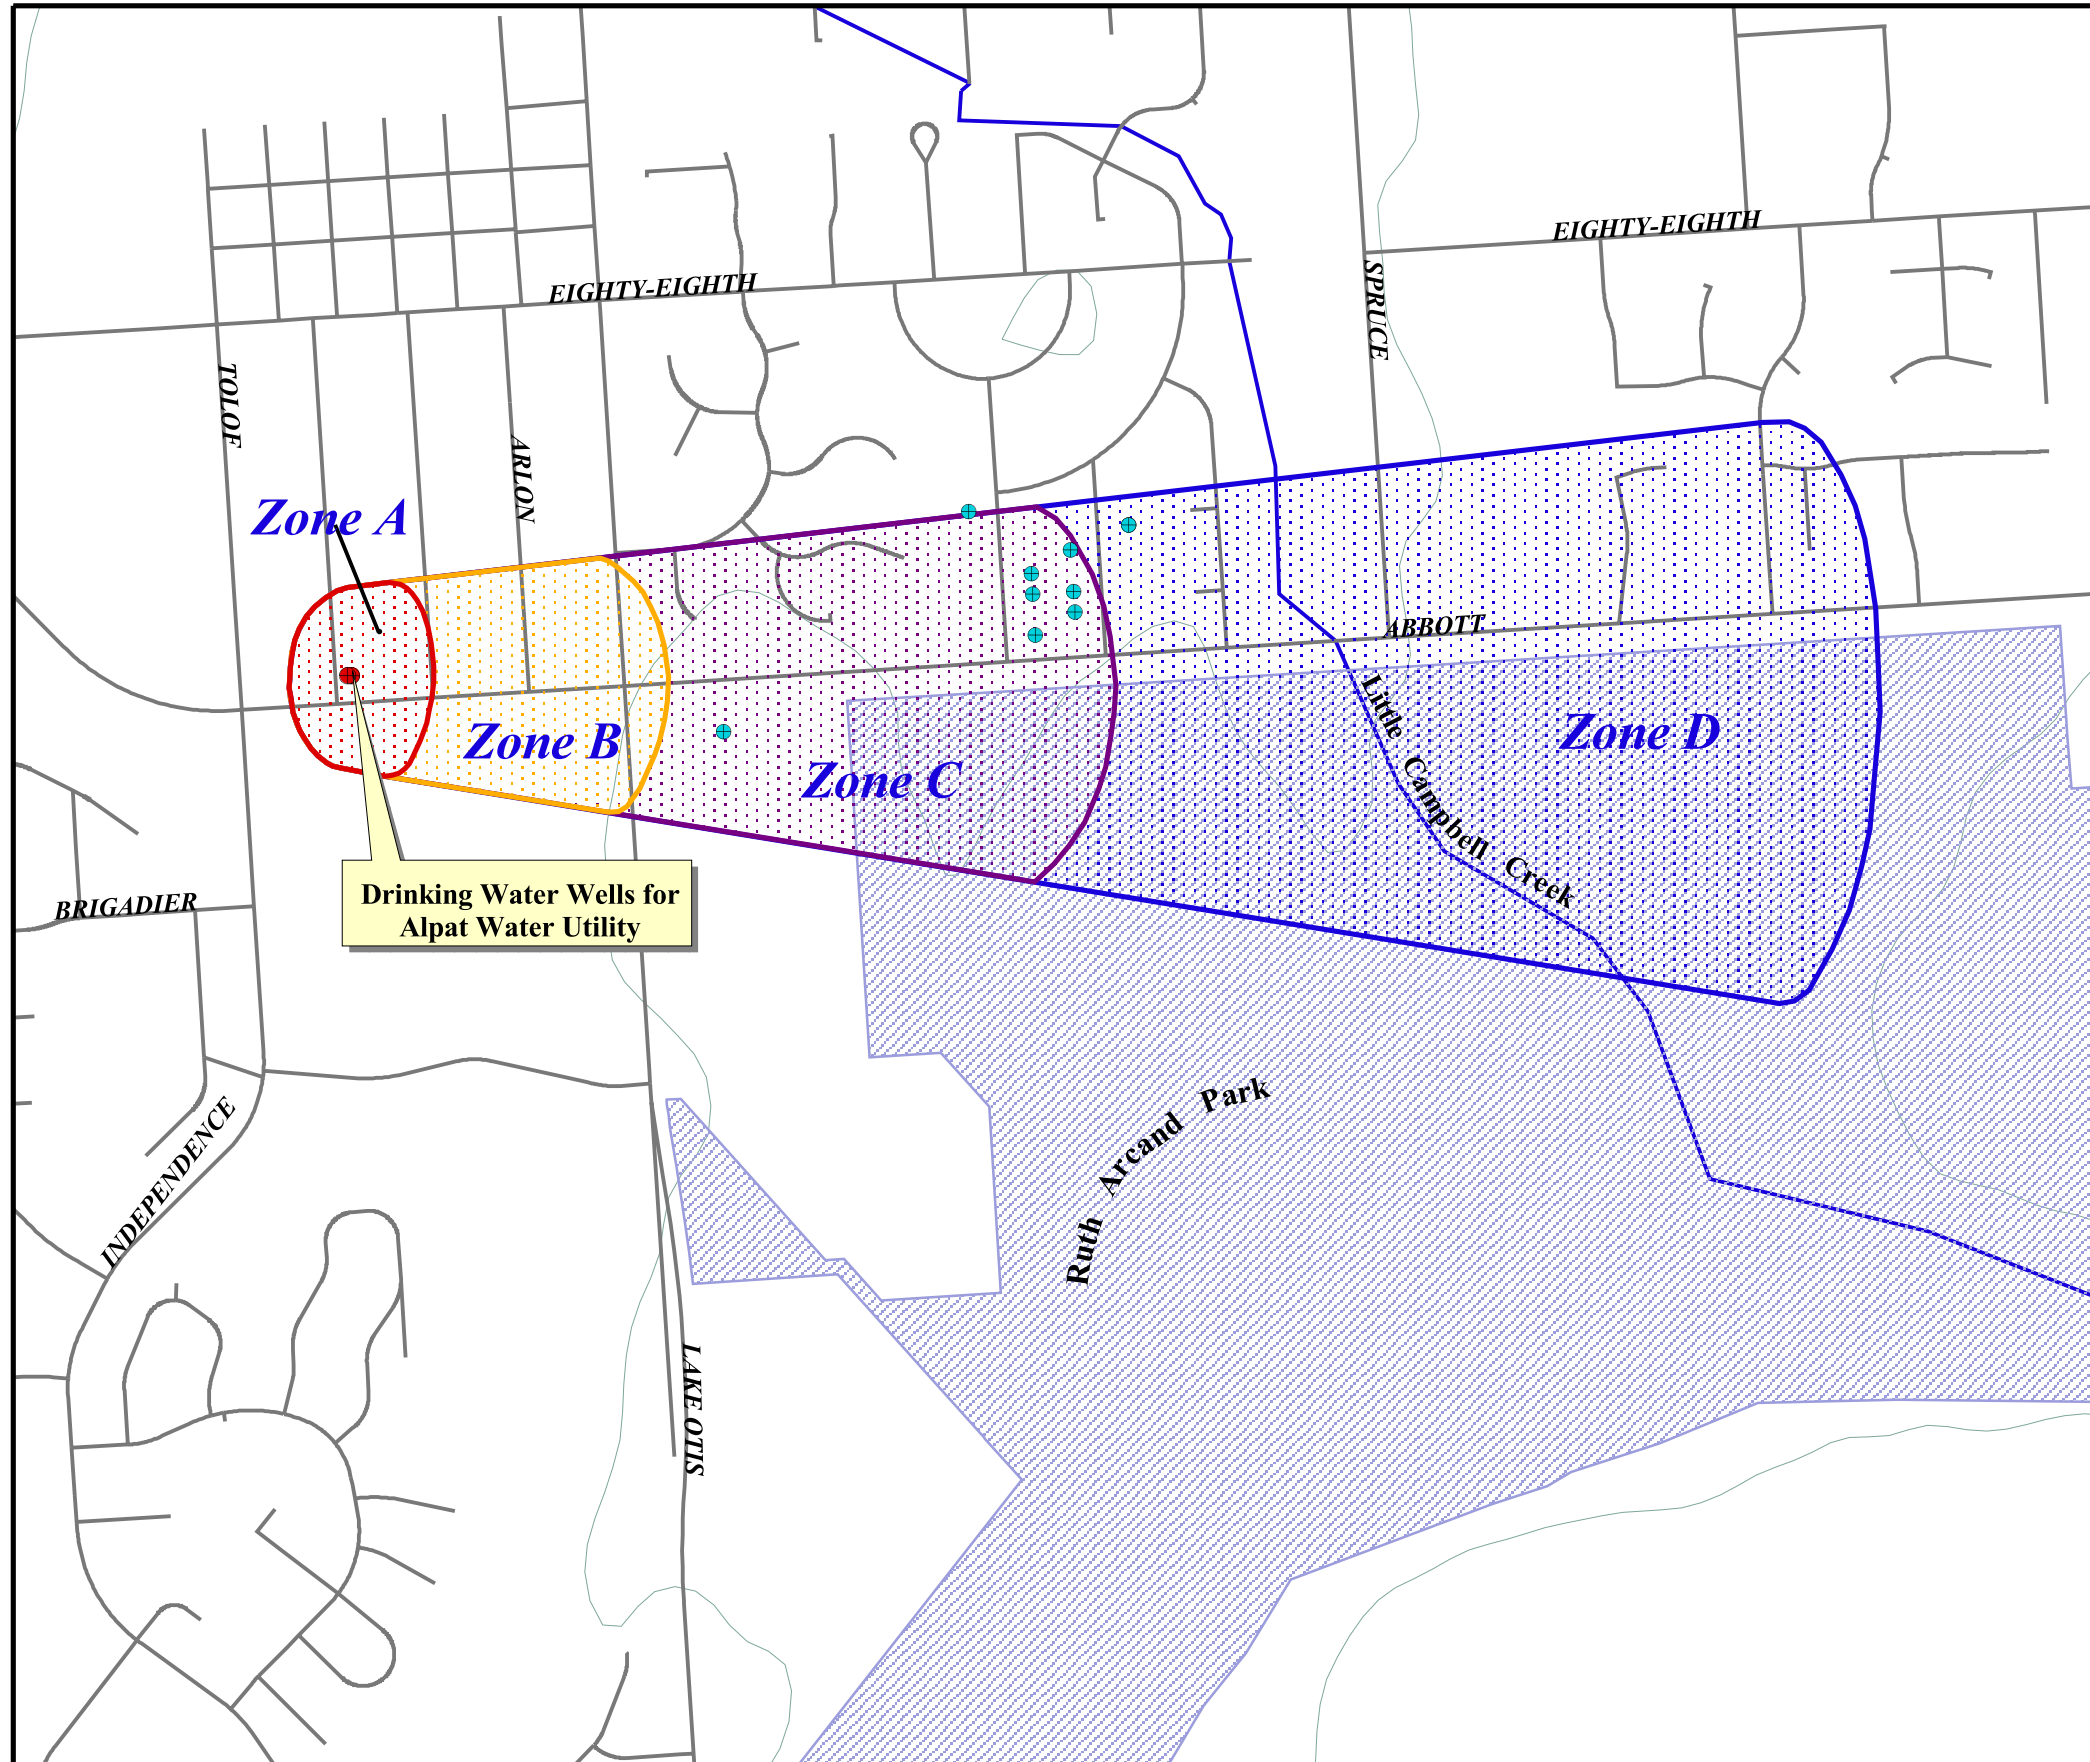 EIGHTY-EIGHTH
EIGHTY-EIGHTH
SPRUCE
TOLOF
ARLON
Zone A
ABBOTT
Little Campbell Creek
Zone B
Zone C
Zone D
Drinking Water Wells for
Alpat Water Utility
BRIGADIER
INDEPENDENCE
Ruth Arcand Park
LAKE OTIS